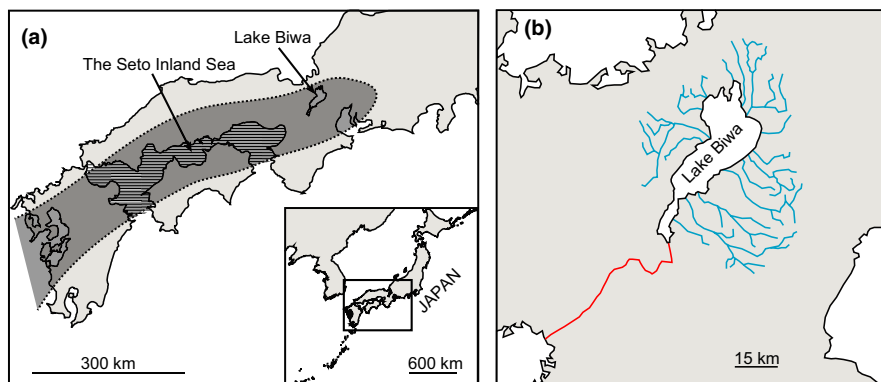 (a)
Lake Biwa
The Seto Inland Sea
JAPAN
300 km
600 km
(b)
Lake Biwa
15 km